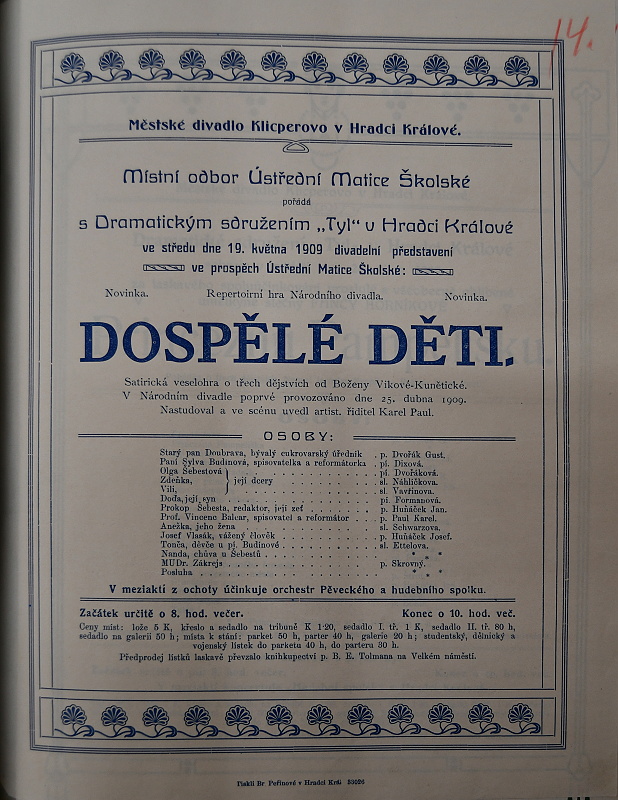 14.
Městské divadlo Klicperovo v Hradci Králové.
Místní odbor Ústřední Matice Školské
pořádá
s Dramatickým sdružením „Tyl“ v Hradci Králové
ve středu dne 19. května 1909 divadelní představení
ve prospěch Ústřední Matice Školské:
Novinka. Repertoirní hra Národního divadla. Novinka.
DOSPĚLÉ DĚTI.
Satirická veselohra o třech dějstvích od Boženy Vikové-Kunětické.
V Národním divadle poprvé provozováno dne 25. dubna 1909.
Nastudoval a ve scénu uvedl artist. řiditel Karel Paul.
OSOBY:
Starý pan Doubrava, bývalý cukrovarský úředník . p. Dvořák Gust.
Paní Sylva Budinová, spisovatelka a reformátorka . pí. Dixová.
Olga Šebestová } . . . . . . . . . . . pí. Dvořáková.
Zdeňka, } její dcery . . . . . . . . . sl. Náhlíčkova.
Vili, } . . . . . . . . . . . sl. Vavřinova.
Doďa, její syn . . . . . . . . . . . pí. Formanová.
Prokop Šebesta, redaktor, její zeť . . . . . . p. Huňáček Jan.
Prof. Vincenc Balcar, spisovatel a reformátor . . . p. Paul Karel.
Anežka, jeho žena . . . . . . . . . . sl. Schwarzova.
Josef Vlasák, vážený člověk . . . . . . . . p. Huňáček Josef.
Tonča, děvče u pí. Budinové . . . . . . . . sl. Ettelova.
Nanda, chůva u Šebestů . . . . . . . . . * * *
MUDr. Zákrejs . . . . . . . . . . . p. Skrovný.
Posluha . . . . . . . . . . . . . * * *
V meziaktí z ochoty účinkuje orchestr Pěveckého a hudebního spolku.
Začátek určitě o 8. hod. večer. Konec o 10. hod. več.
Ceny míst: lože 5 K, křeslo a sedadlo na tribuně K 1·20, sedadlo I. tř. 1 K, sedadlo II. tř. 80 h,
sedadlo na galerii 50 h; místa k stání: parket 50 h, parter 40 h, galerie 20 h; studentský, dělnický a
vojenský lístek do parketu 40 h, do parteru 30 h.
Předprodej lístků laskavě převzalo knihkupectví p. B. E. Tolmana na Velkém náměstí.
Tiskli Br. Peřinové v Hradci Král 35026